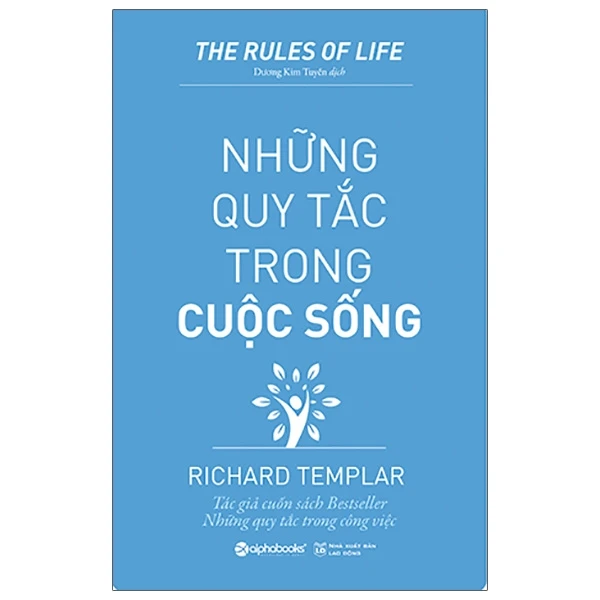 THE RULES OF LIFE
Dương Kim Tuyên dịch
NHỮNG
QUY TẮC
TRONG
CUỘC SỐNG
RICHARD TEMPLAR
Tác giả cuốn sách Bestseller
Những quy tắc trong công việc
alphabooks
NHÀ XUẤT BẢN
LAO ĐỘNG